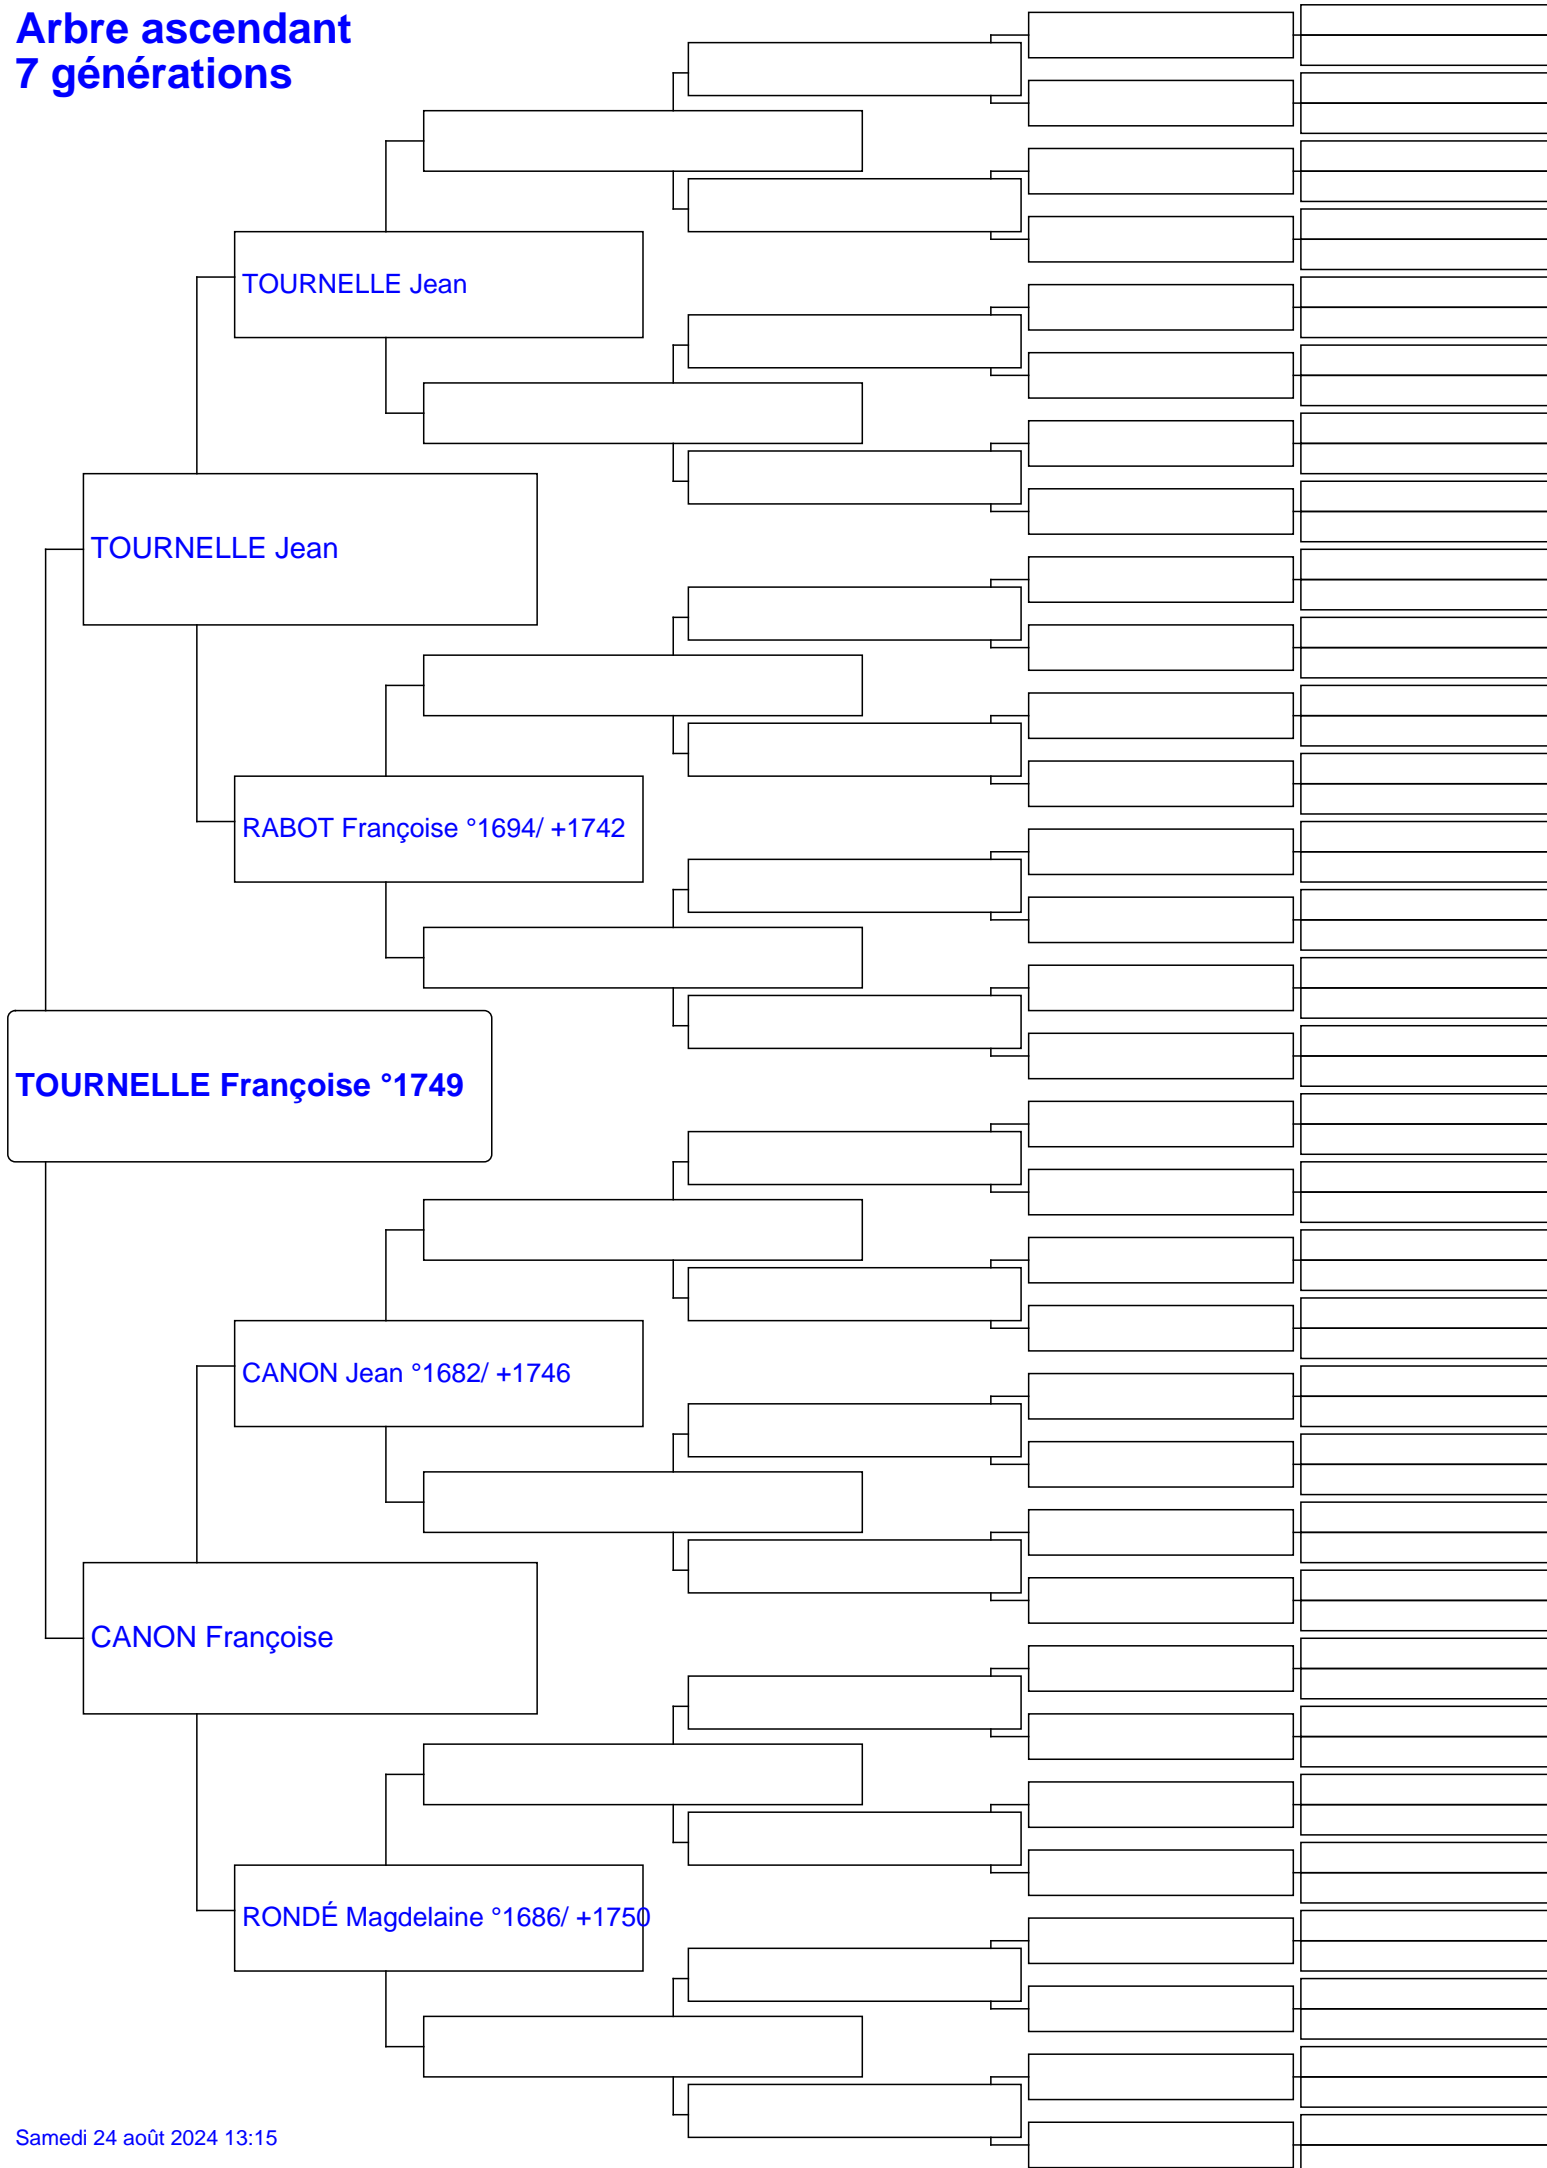 Arbre ascendant
7 générations
TOURNELLE Jean
TOURNELLE Jean
RABOT Françoise °1694/ +1742
TOURNELLE Françoise °1749
CANON Jean °1682/ +1746
CANON Françoise
RONDÉ Magdelaine °1686/ +1750
Samedi 24 août 2024 13:15